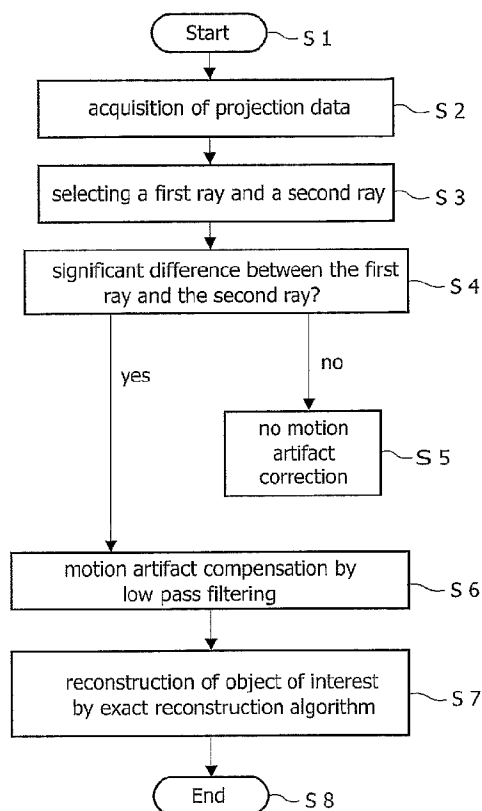 Start
S 1
acquisition of projection data
S 2
selecting a first ray and a second ray
S 3
significant difference between the first
ray and the second ray?
S 4
yes
no
no motion
artifact
correction
S 5
motion artifact compensation by
low pass filtering
S 6
reconstruction of object of interest
by exact reconstruction algorithm
S 7
End
S 8